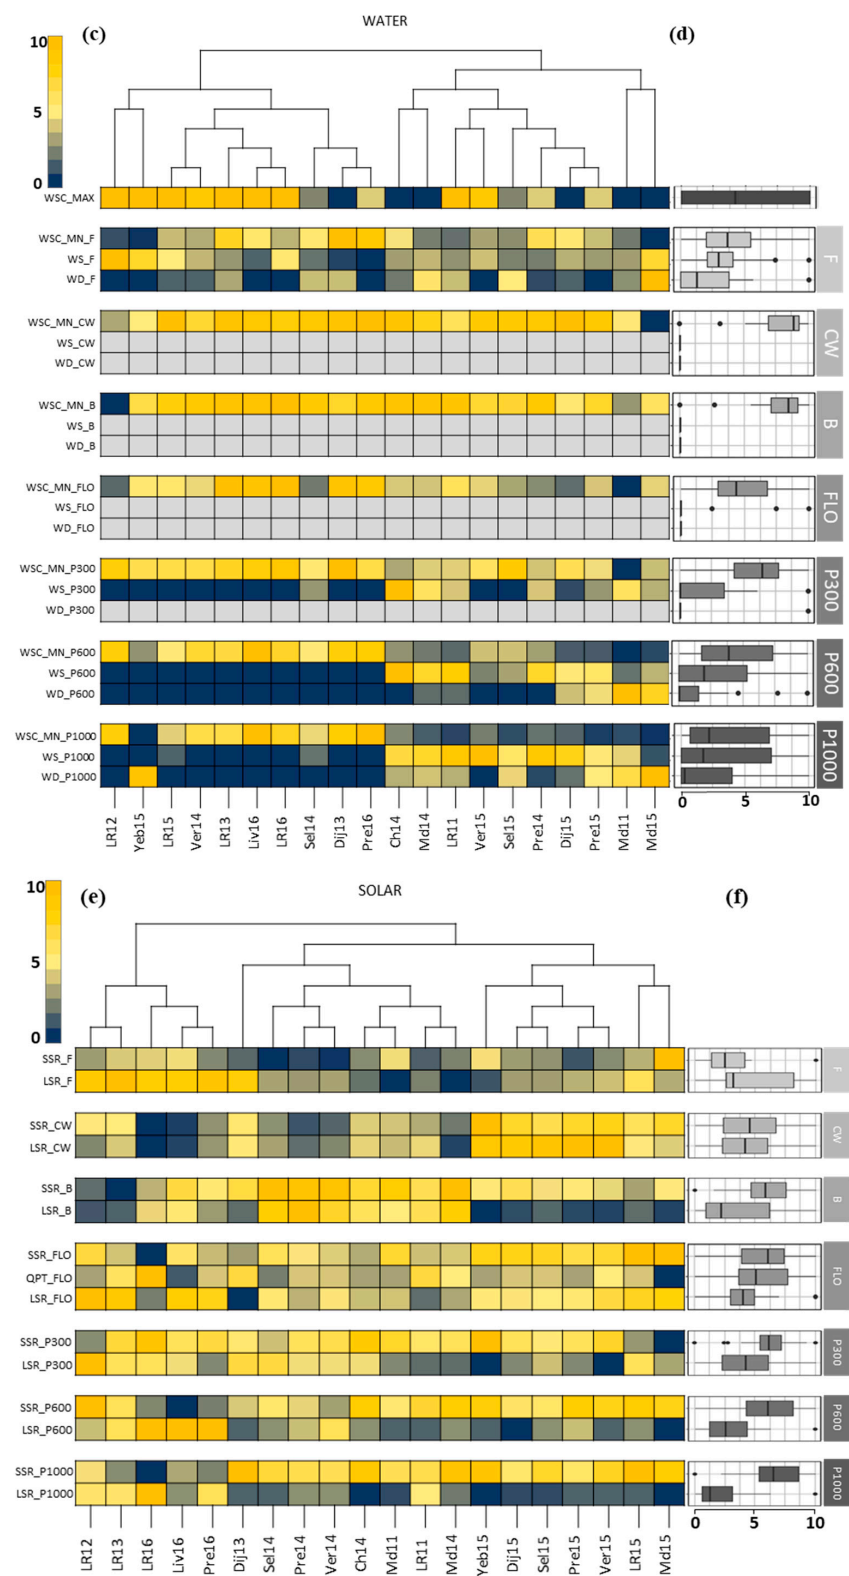 (c)
WATER
(d)
10
5
0
WSC_MAX
WSC_MN_F
WS_F
WD_F
F
WSC_MN_CW
WS_CW
WD_CW
CW
WSC_MN_B
WS_B
WD_B
B
WSC_MN_FLO
WS_FLO
WD_FLO
FLO
WSC_MN_P300
WS_P300
WD_P300
P300
WSC_MN_P600
WS_P600
WD_P600
P600
WSC_MN_P1000
WS_P1000
WD_P1000
P1000
0 5 10
LR12 Yeb15 LR15 Ver14 LR13 Liv16 LR16 Sel14 Dij13 Pre16 Ch14 Md14 LR11 Ver15 Sel15 Pre14 Dij15 Pre15 Md11 Md15
(e)
SOLAR
(f)
10
5
0
SSR_F
LSR_F
F
SSR_CW
LSR_CW
CW
SSR_B
LSR_B
B
SSR_FLO
QPT_FLO
LSR_FLO
FLO
SSR_P300
LSR_P300
P300
SSR_P600
LSR_P600
P600
SSR_P1000
LSR_P1000
P1000
0 5 10
LR12 LR13 LR16 Liv16 Pre16 Dij13 Sel14 Pre14 Ver14 Ch14 Md11 LR11 Md14 Yeb15 Dij15 Sel15 Pre15 Ver15 LR15 Md15